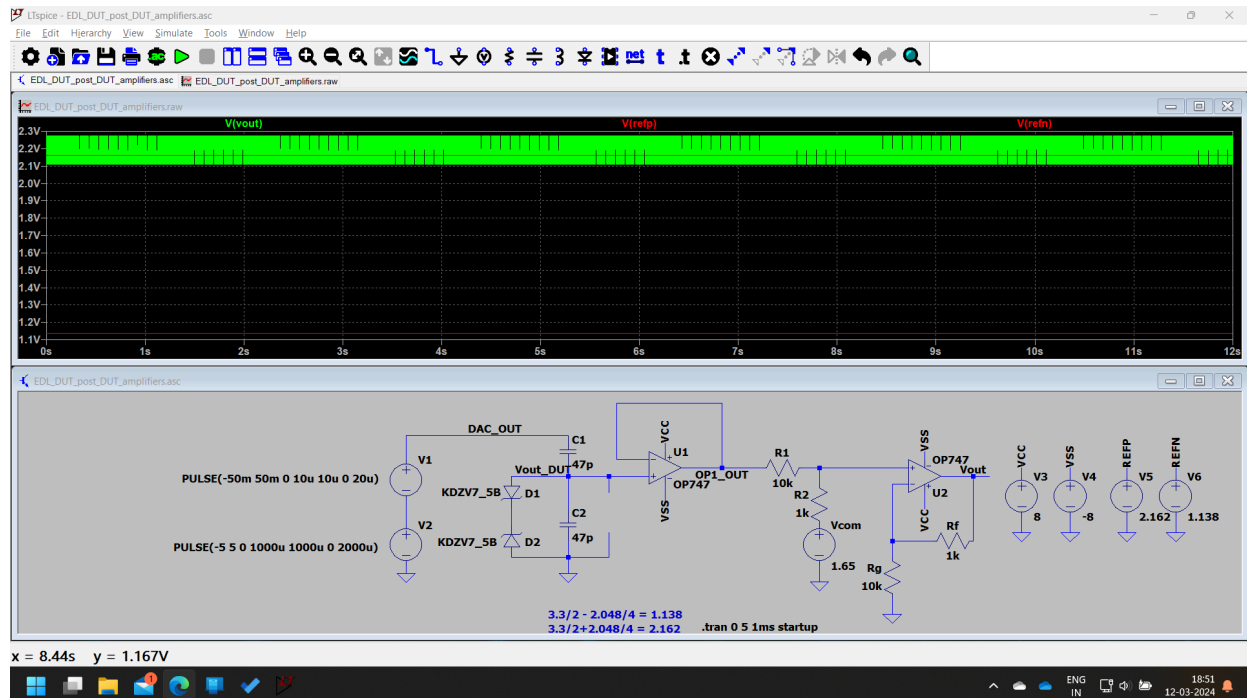 LTspice - EDL_DUT_post_DUT_amplifiers.asc
File Edit Hierarchy View Simulate Tools Window Help
EDL_DUT_post_DUT_amplifiers.asc EDL_DUT_post_DUT_amplifiers.raw
EDL_DUT_post_DUT_amplifiers.raw
V(vout) V(refp) V(refn)
2.3V
2.2V
2.1V
2.0V
1.9V
1.8V
1.7V
1.6V
1.5V
1.4V
1.3V
1.2V
1.1V
0s 1s 2s 3s 4s 5s 6s 7s 8s 9s 10s 11s 12s
EDL_DUT_post_DUT_amplifiers.asc
DAC_OUT
V1
PULSE(-50m 50m 0 10u 10u 0 20u)
V2
PULSE(-5 5 0 1000u 1000u 0 2000u)
C1
47p
Vout_DUT
KDZV7_5B D1
C2
47p
KDZV7_5B D2
VCC
U1
OP747
VSS
OP1_OUT
R1
10k
R2
1k
Vcom
1.65
VSS
OP747
U2
VCC
Vout
Rf
1k
Rg
10k
VCC V3 8
VSS V4 -8
REFP V5 2.162
REFN V6 1.138
3.3/2 - 2.048/4 = 1.138
3.3/2+2.048/4 = 2.162
.tran 0 5 1ms startup
x = 8.44s y = 1.167V
1
ENG
IN
18:51
12-03-2024